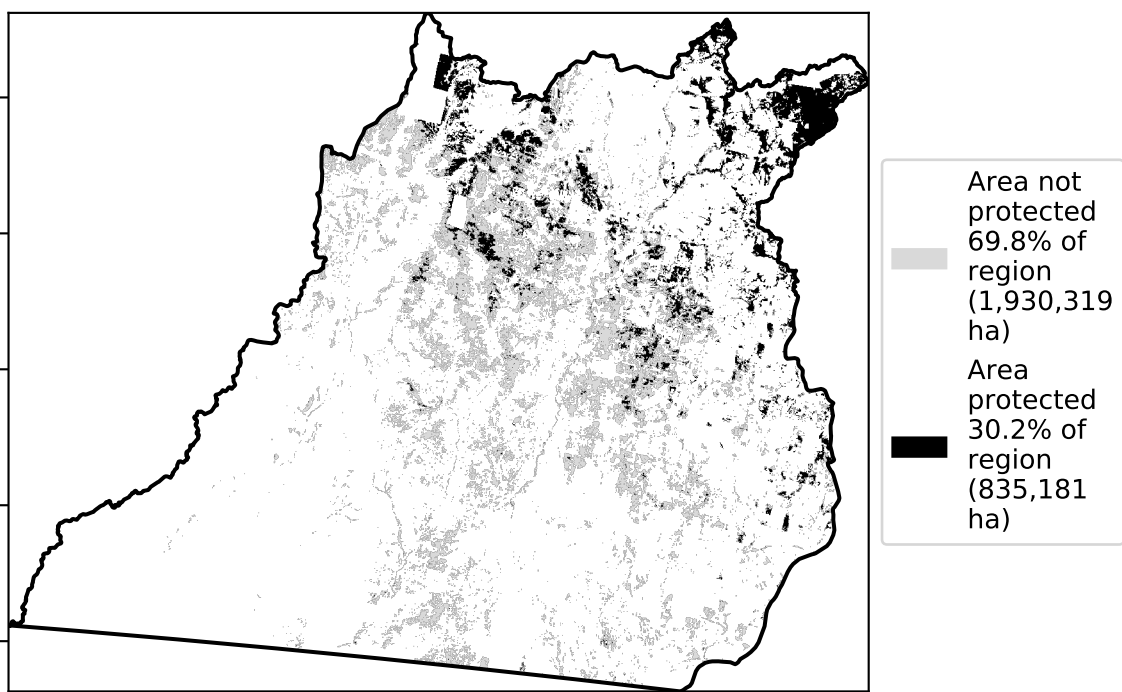 Area not
protected
69.8% of
region
(1,930,319
ha)
Area
protected
30.2% of
region
(835,181
ha)